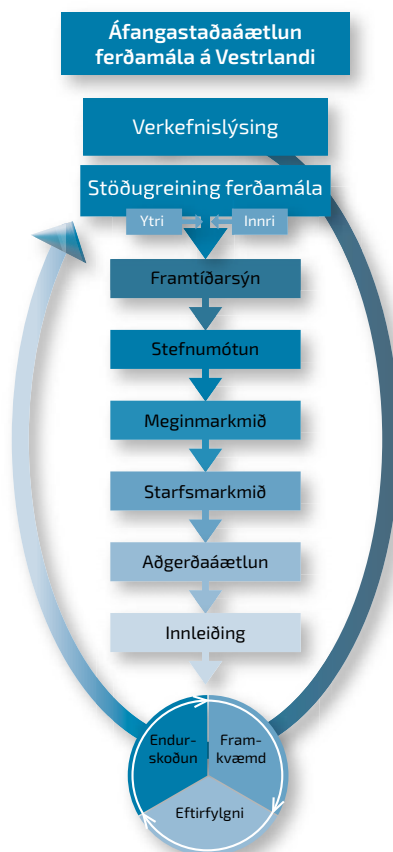 Áfangastaðaáætlun
ferðamála á Vestrlandi
Verkefnislýsing
Stöðugreining ferðamála
Ytri
Innri
Framtíðarsýn
Stefnumótun
Meginmarkmið
Starfsmarkmið
Aðgerðaáætlun
Innleiðing
Endur-
skoðun
Fram-
kvæmd
Eftirfylgni